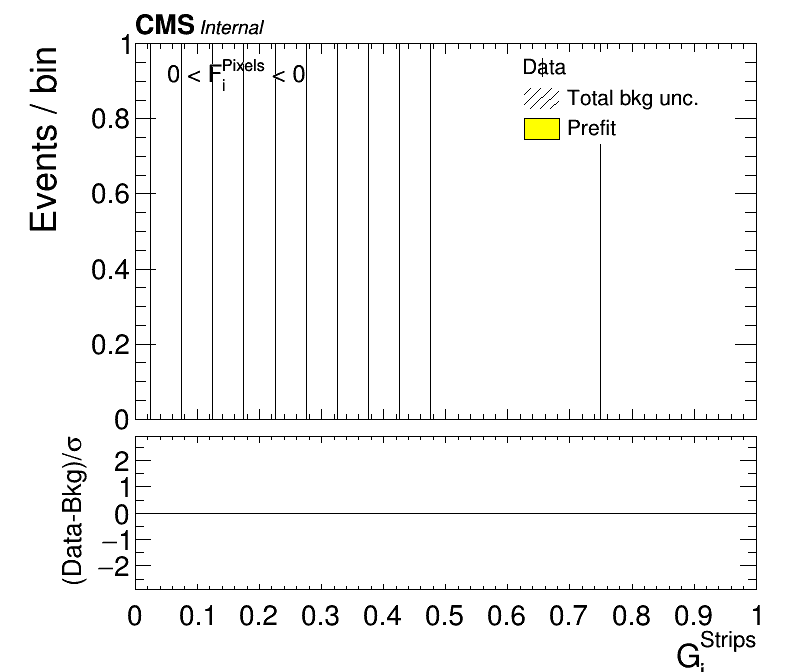 CMS Internal
0 < F_i^Pixels < 0
Data
Total bkg unc.
Prefit
Events / bin
1
0.8
0.6
0.4
0.2
0
(Data-Bkg)/σ
2
1
0
−1
−2
0 0.1 0.2 0.3 0.4 0.5 0.6 0.7 0.8 0.9 1
G_i^Strips